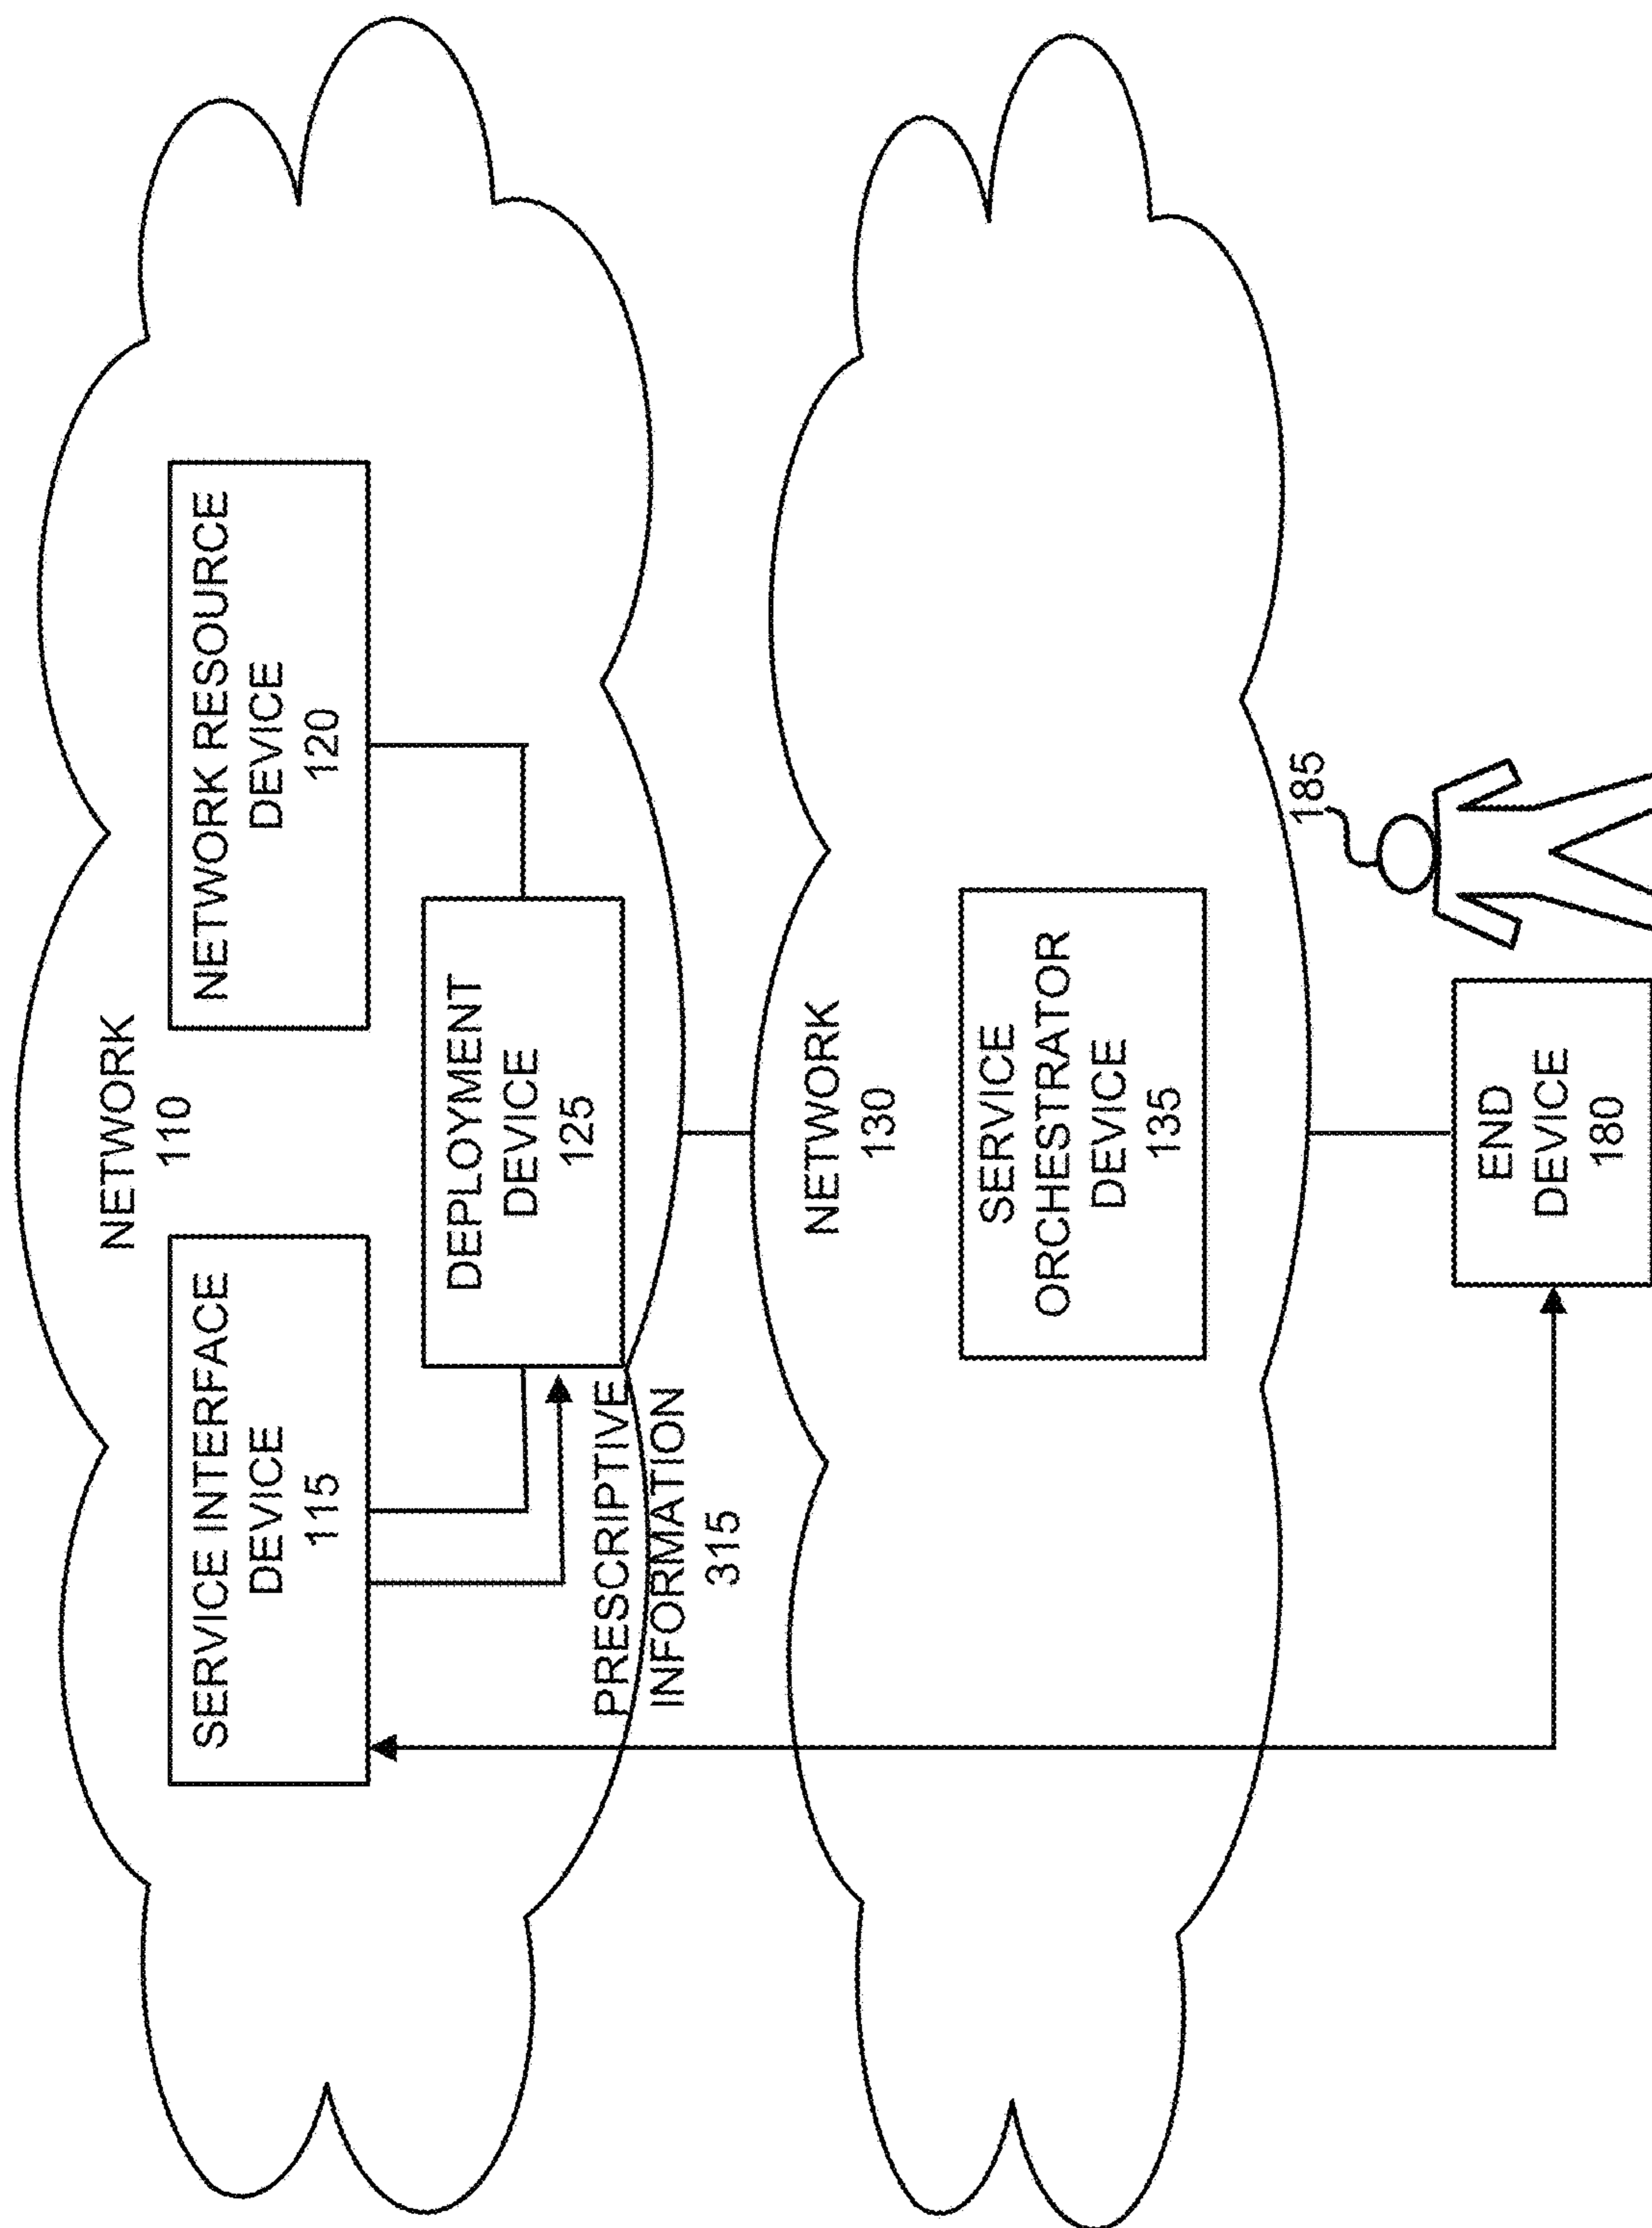 NETWORK
110
SERVICE INTERFACE
DEVICE
115
NETWORK RESOURCE
DEVICE
120
DEPLOYMENT
DEVICE
125
PRESCRIPTIVE
INFORMATION
315
NETWORK
130
SERVICE
ORCHESTRATOR
DEVICE
135
185
END
DEVICE
180